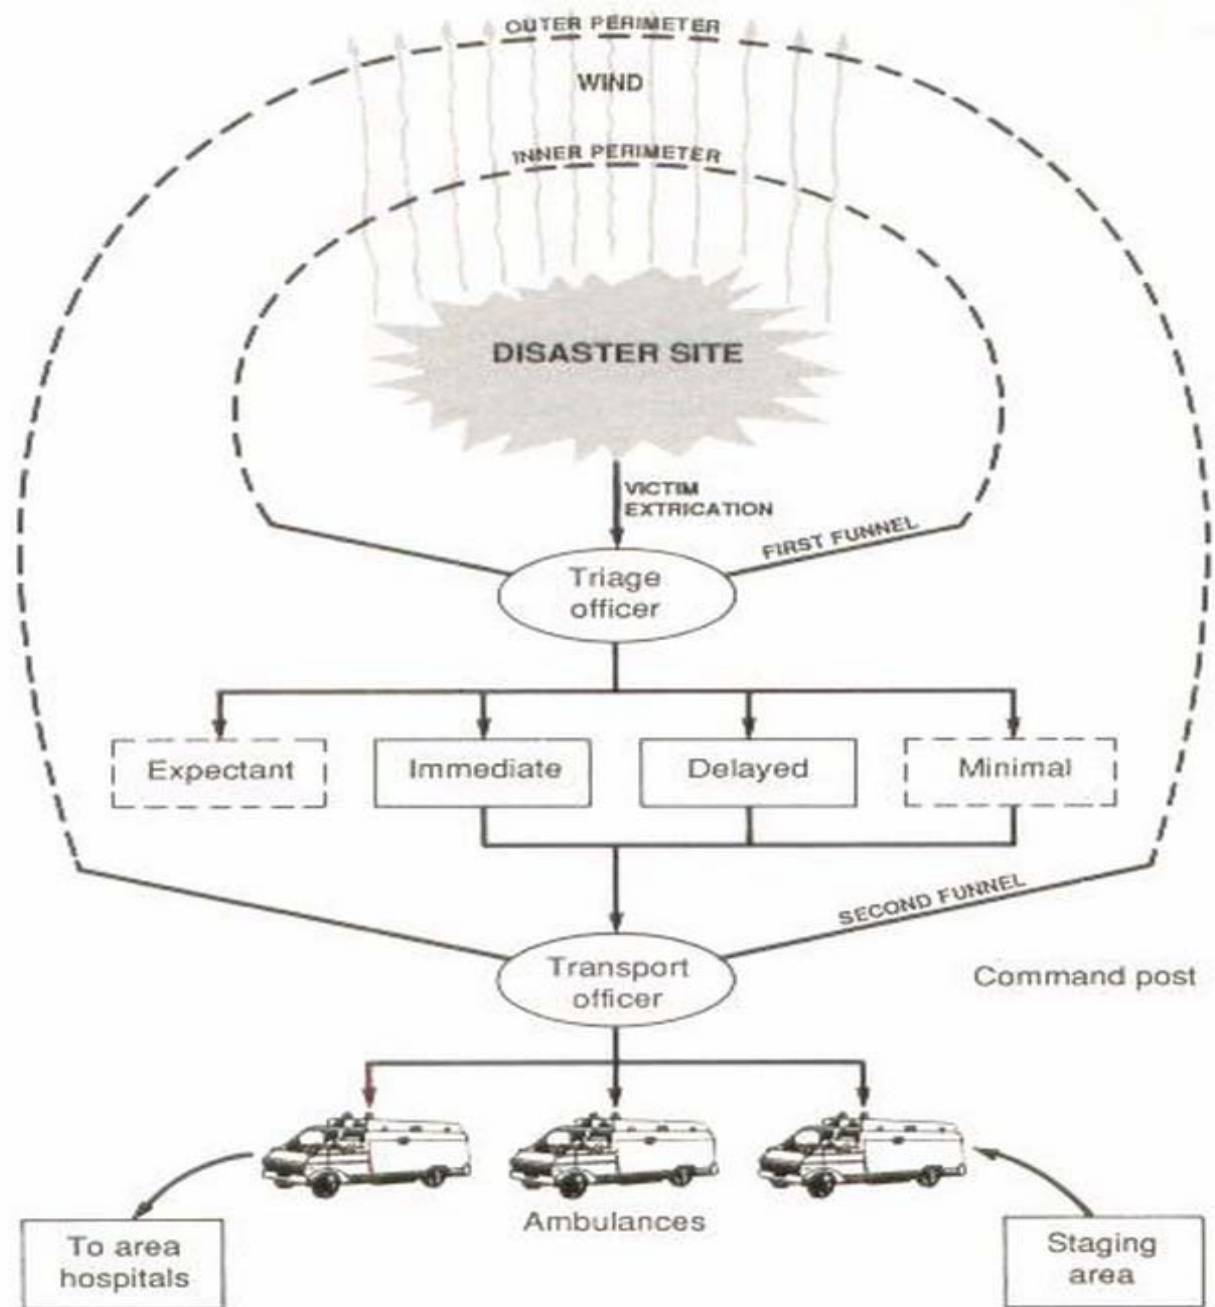 OUTER PERIMETER
WIND
INNER PERIMETER
DISASTER SITE
VICTIM
EXTRICATION
FIRST FUNNEL
Triage
officer
Expectant
Immediate
Delayed
Minimal
SECOND FUNNEL
Transport
officer
Command post
Ambulances
To area
hospitals
Staging
area